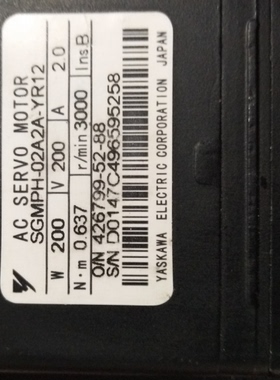 AC SERVO MOTOR
SGMPH-02A2A-YR12
W 200 V 200 A 2.0
N·m 0.637 r/min 3000 Ins.B
O/N 426799-52-88
S/N D0147C496595258
YASKAWA ELECTRIC CORPORATION JAPAN